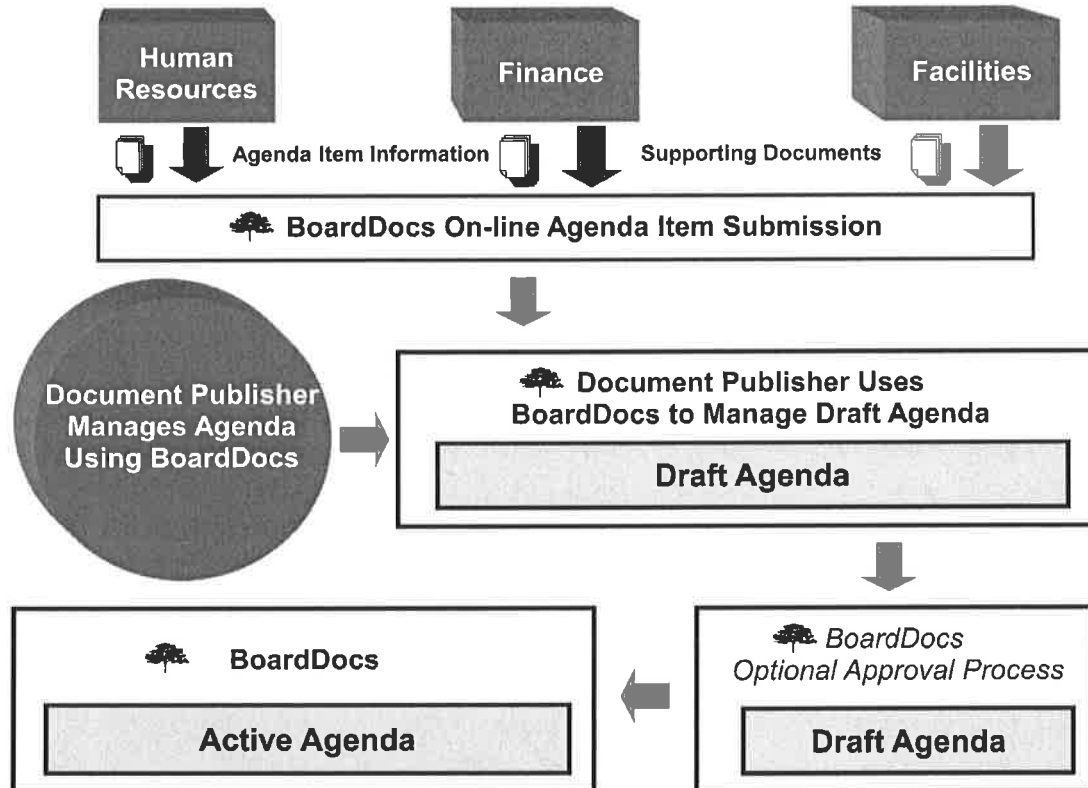 Human
Resources
Finance
Facilities
Agenda Item Information
Supporting Documents
BoardDocs On-line Agenda Item Submission
Document Publisher
Manages Agenda
Using BoardDocs
Document Publisher Uses
BoardDocs to Manage Draft Agenda
Draft Agenda
BoardDocs
Active Agenda
BoardDocs
Optional Approval Process
Draft Agenda